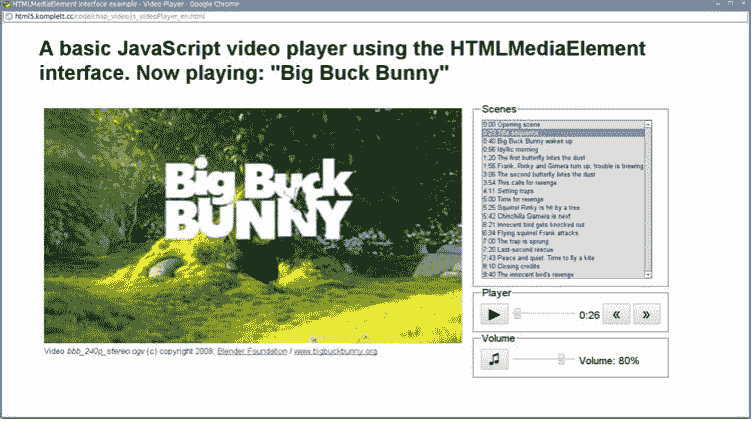 HTMLMediaElement interface example - Video Player - Google Chrome
html5.komplett.cc/code/chap_video/js_videoPlayer_en.html
A basic JavaScript video player using the HTMLMediaElement
interface. Now playing: "Big Buck Bunny"
Big Buck
BUNNY
Video bbb_240p_stereo.ogv (c) copyright 2008, Blender Foundation / www.bigbuckbunny.org
Scenes
0:00 Opening scene
0:23 Title sequence
0:40 Big Buck Bunny wakes up
0:56 Idyllic morning
1:20 The first butterfly bites the dust
1:56 Frank, Rinky and Gimera turn up, trouble is brewing
3:06 The second butterfly bites the dust
3:54 This calls for revenge
4:11 Setting traps
5:00 Time for revenge
5:25 Squirrel Rinky is hit by a tree
5:42 Chinchilla Gamera is next
6:21 Innocent bird gets knocked out
6:34 Flying squirrel Frank attacks
7:00 The trap is sprung
7:20 Last-second rescue
7:43 Peace and quiet. Time to fly a kite
8:10 Closing credits
9:40 The innocent bird's revenge
Player
0:26 « »
Volume
Volume: 80%